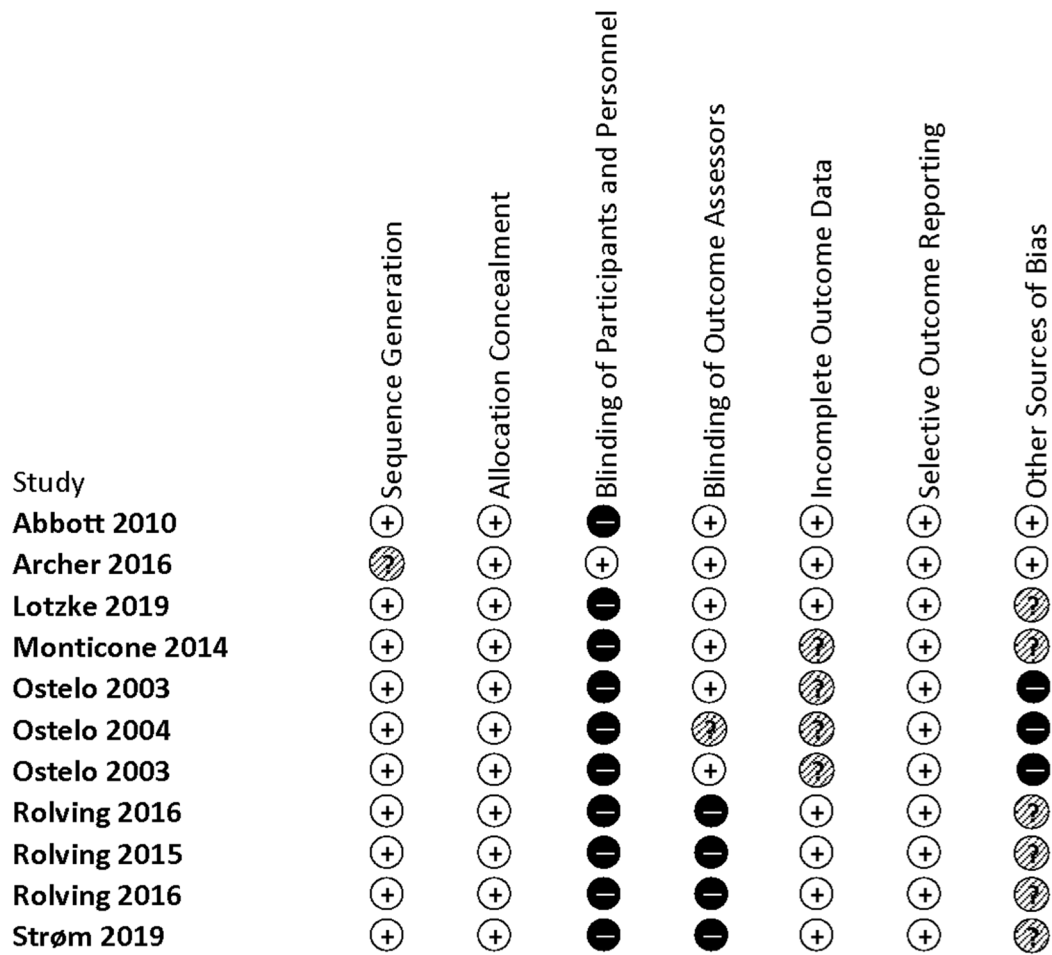 Study Sequence Generation Allocation Concealment Blinding of Participants and Personnel Blinding of Outcome Assessors Incomplete Outcome Data Selective Outcome Reporting Other Sources of Bias
Abbott 2010 + + − + + + +
Archer 2016 ? + + + + + +
Lotzke 2019 + + − + + + ?
Monticone 2014 + + − + ? + ?
Ostelo 2003 + + − + ? + −
Ostelo 2004 + + − ? ? + −
Ostelo 2003 + + − + ? + −
Rolving 2016 + + − − + + ?
Rolving 2015 + + − − + + ?
Rolving 2016 + + − − + + ?
Strøm 2019 + + − − + + ?